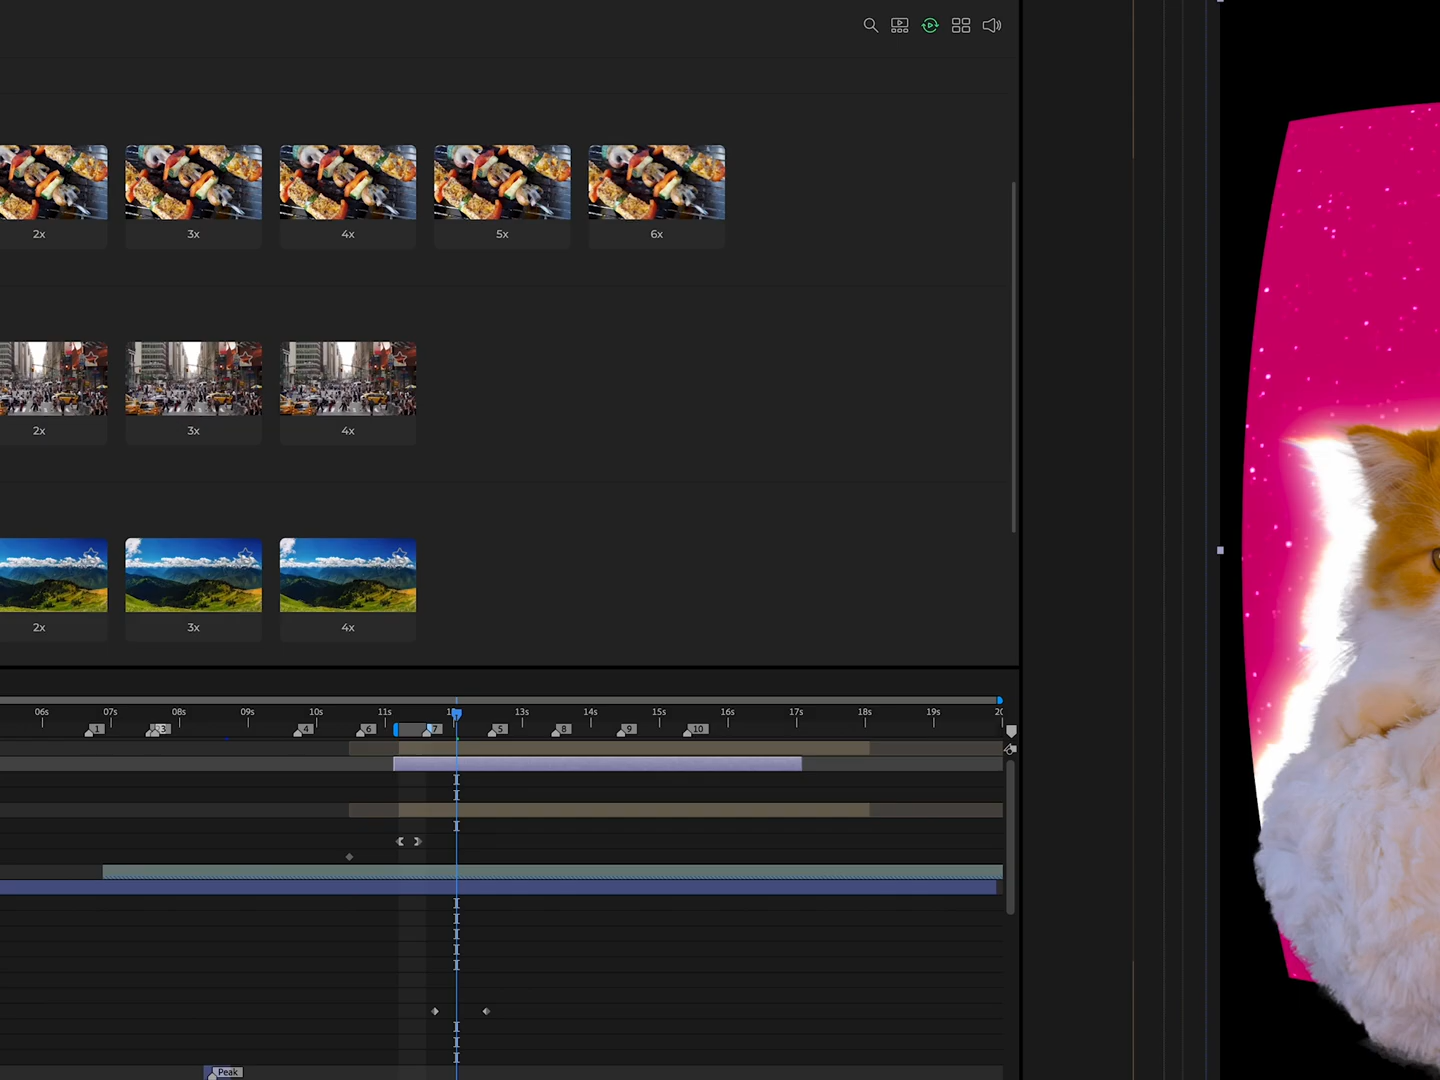 2x 3x 4x 5x 6x
2x 3x 4x
2x 3x 4x
06s 07s 08s 09s 10s 11s 13s 14s 15s 16s 17s 18s 19s
1 3 4 6 7 5 8 9 10
Peak